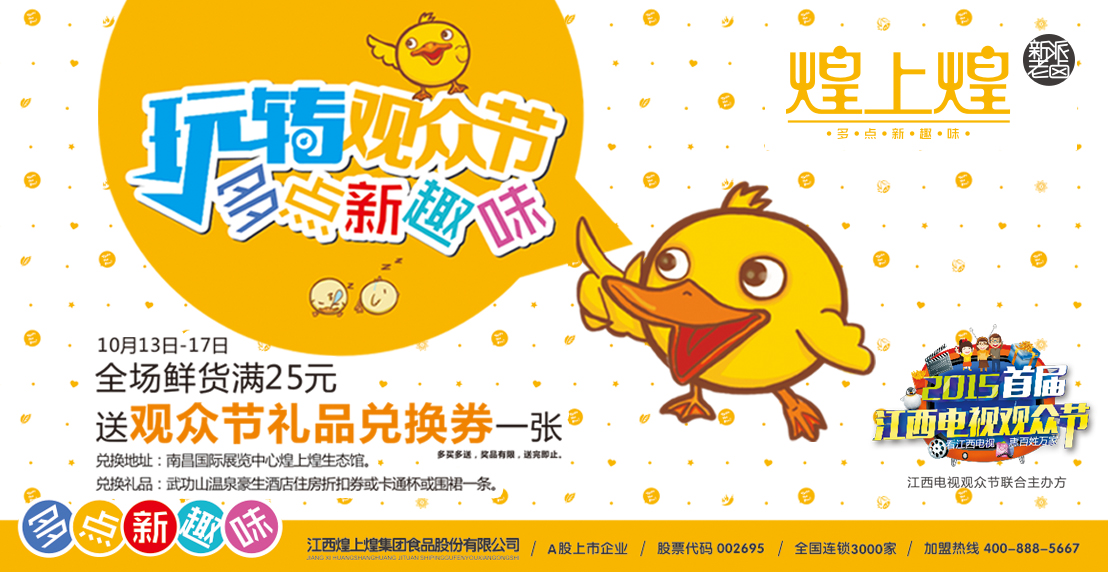 玩转观众节
多点新趣味
煌上煌
新派老卤
·多·点·新·趣·味·
10月13日-17日
全场鲜货满25元
送观众节礼品兑换券一张
多买多送，奖品有限，送完即止。
兑换地址：南昌国际展览中心煌上煌生态馆。
兑换礼品：武功山温泉豪生酒店住房折扣券或卡通杯或围裙一条。
z z z
2015首届
江西电视观众节
看江西电视 惠百姓万家
江西电视观众节联合主办方
多点新趣味
江西煌上煌集团食品股份有限公司 / A股上市企业 / 股票代码 002695 / 全国连锁3000家 / 加盟热线 400-888-5667